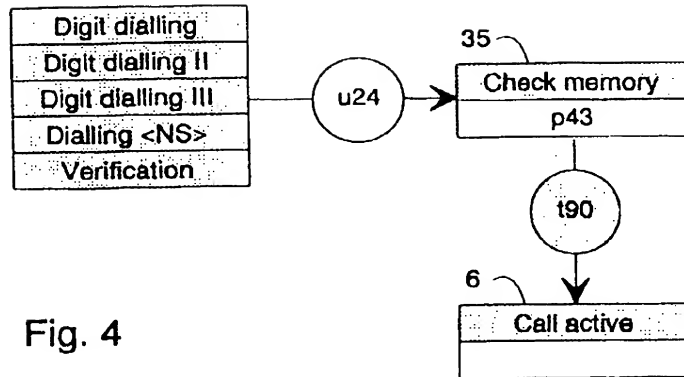 Digit dialling
Digit dialling II
Digit dialling III
Dialling <NS>
Verification
u24
35
Check memory
p43
t90
6
Call active
Fig. 4